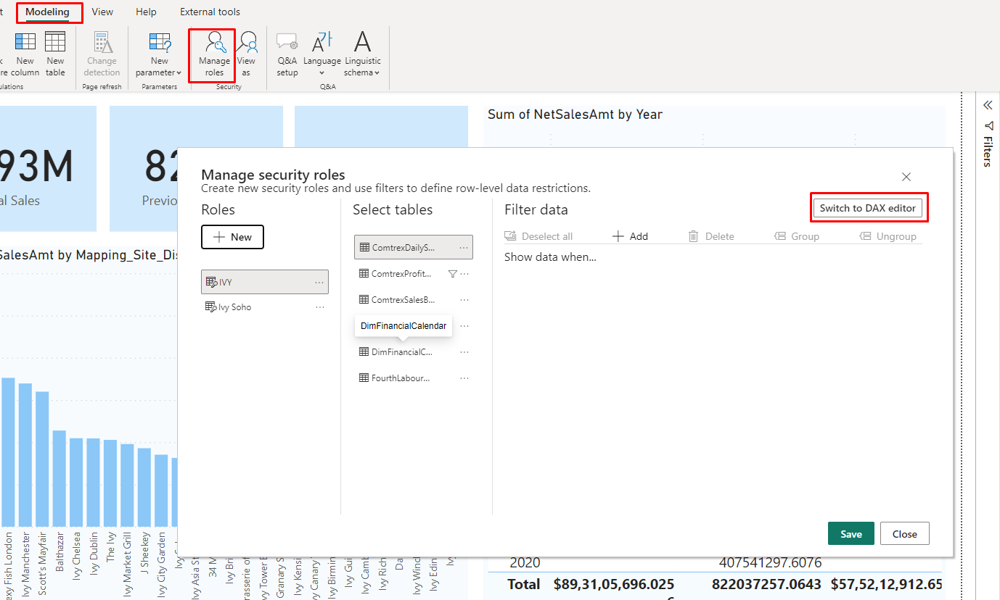 t
Modeling
View
Help
External tools
k
re
New
column
New
table
Change
detection
New
parameter
Manage
roles
View
as
Q&A
setup
Language
Linguistic
schema
ulations
Page refresh
Parameters
Security
Q&A
93M
al Sales
82
Previo
Sum of NetSalesAmt by Year
Filters
Manage security roles
Create new security roles and use filters to define row-level data restrictions.
Roles
New
IVY
Ivy Soho
Select tables
ComtrexDailyS...
ComtrexProfit...
ComtrexSalesB...
DimFinancialCalendar
DimFinancialC...
FourthLabour...
Filter data
Switch to DAX editor
Deselect all
Add
Delete
Group
Ungroup
Show data when...
Save
Close
SalesAmt by Mapping_Site_Dis
exy Fish London
Ivy Manchester
Scott's Mayfair
Balthazar
Ivy Chelsea
Ivy Dublin
The Ivy
Ivy Market Grill
J Sheekey
Ivy City Garden
Ivy Asia St
34 M
Ivy Bri
rasserie of
vy Tower B
Granary S
Ivy Kensi
y Canary
Ivy Birmin
Ivy Gui
Ivy Camb
Ivy Rich
Da
Ivy Winch
Ivy Edin
2020
407541297.6076
Total
$89,31,05,696.025
822037257.0643
$57,52,12,912.65